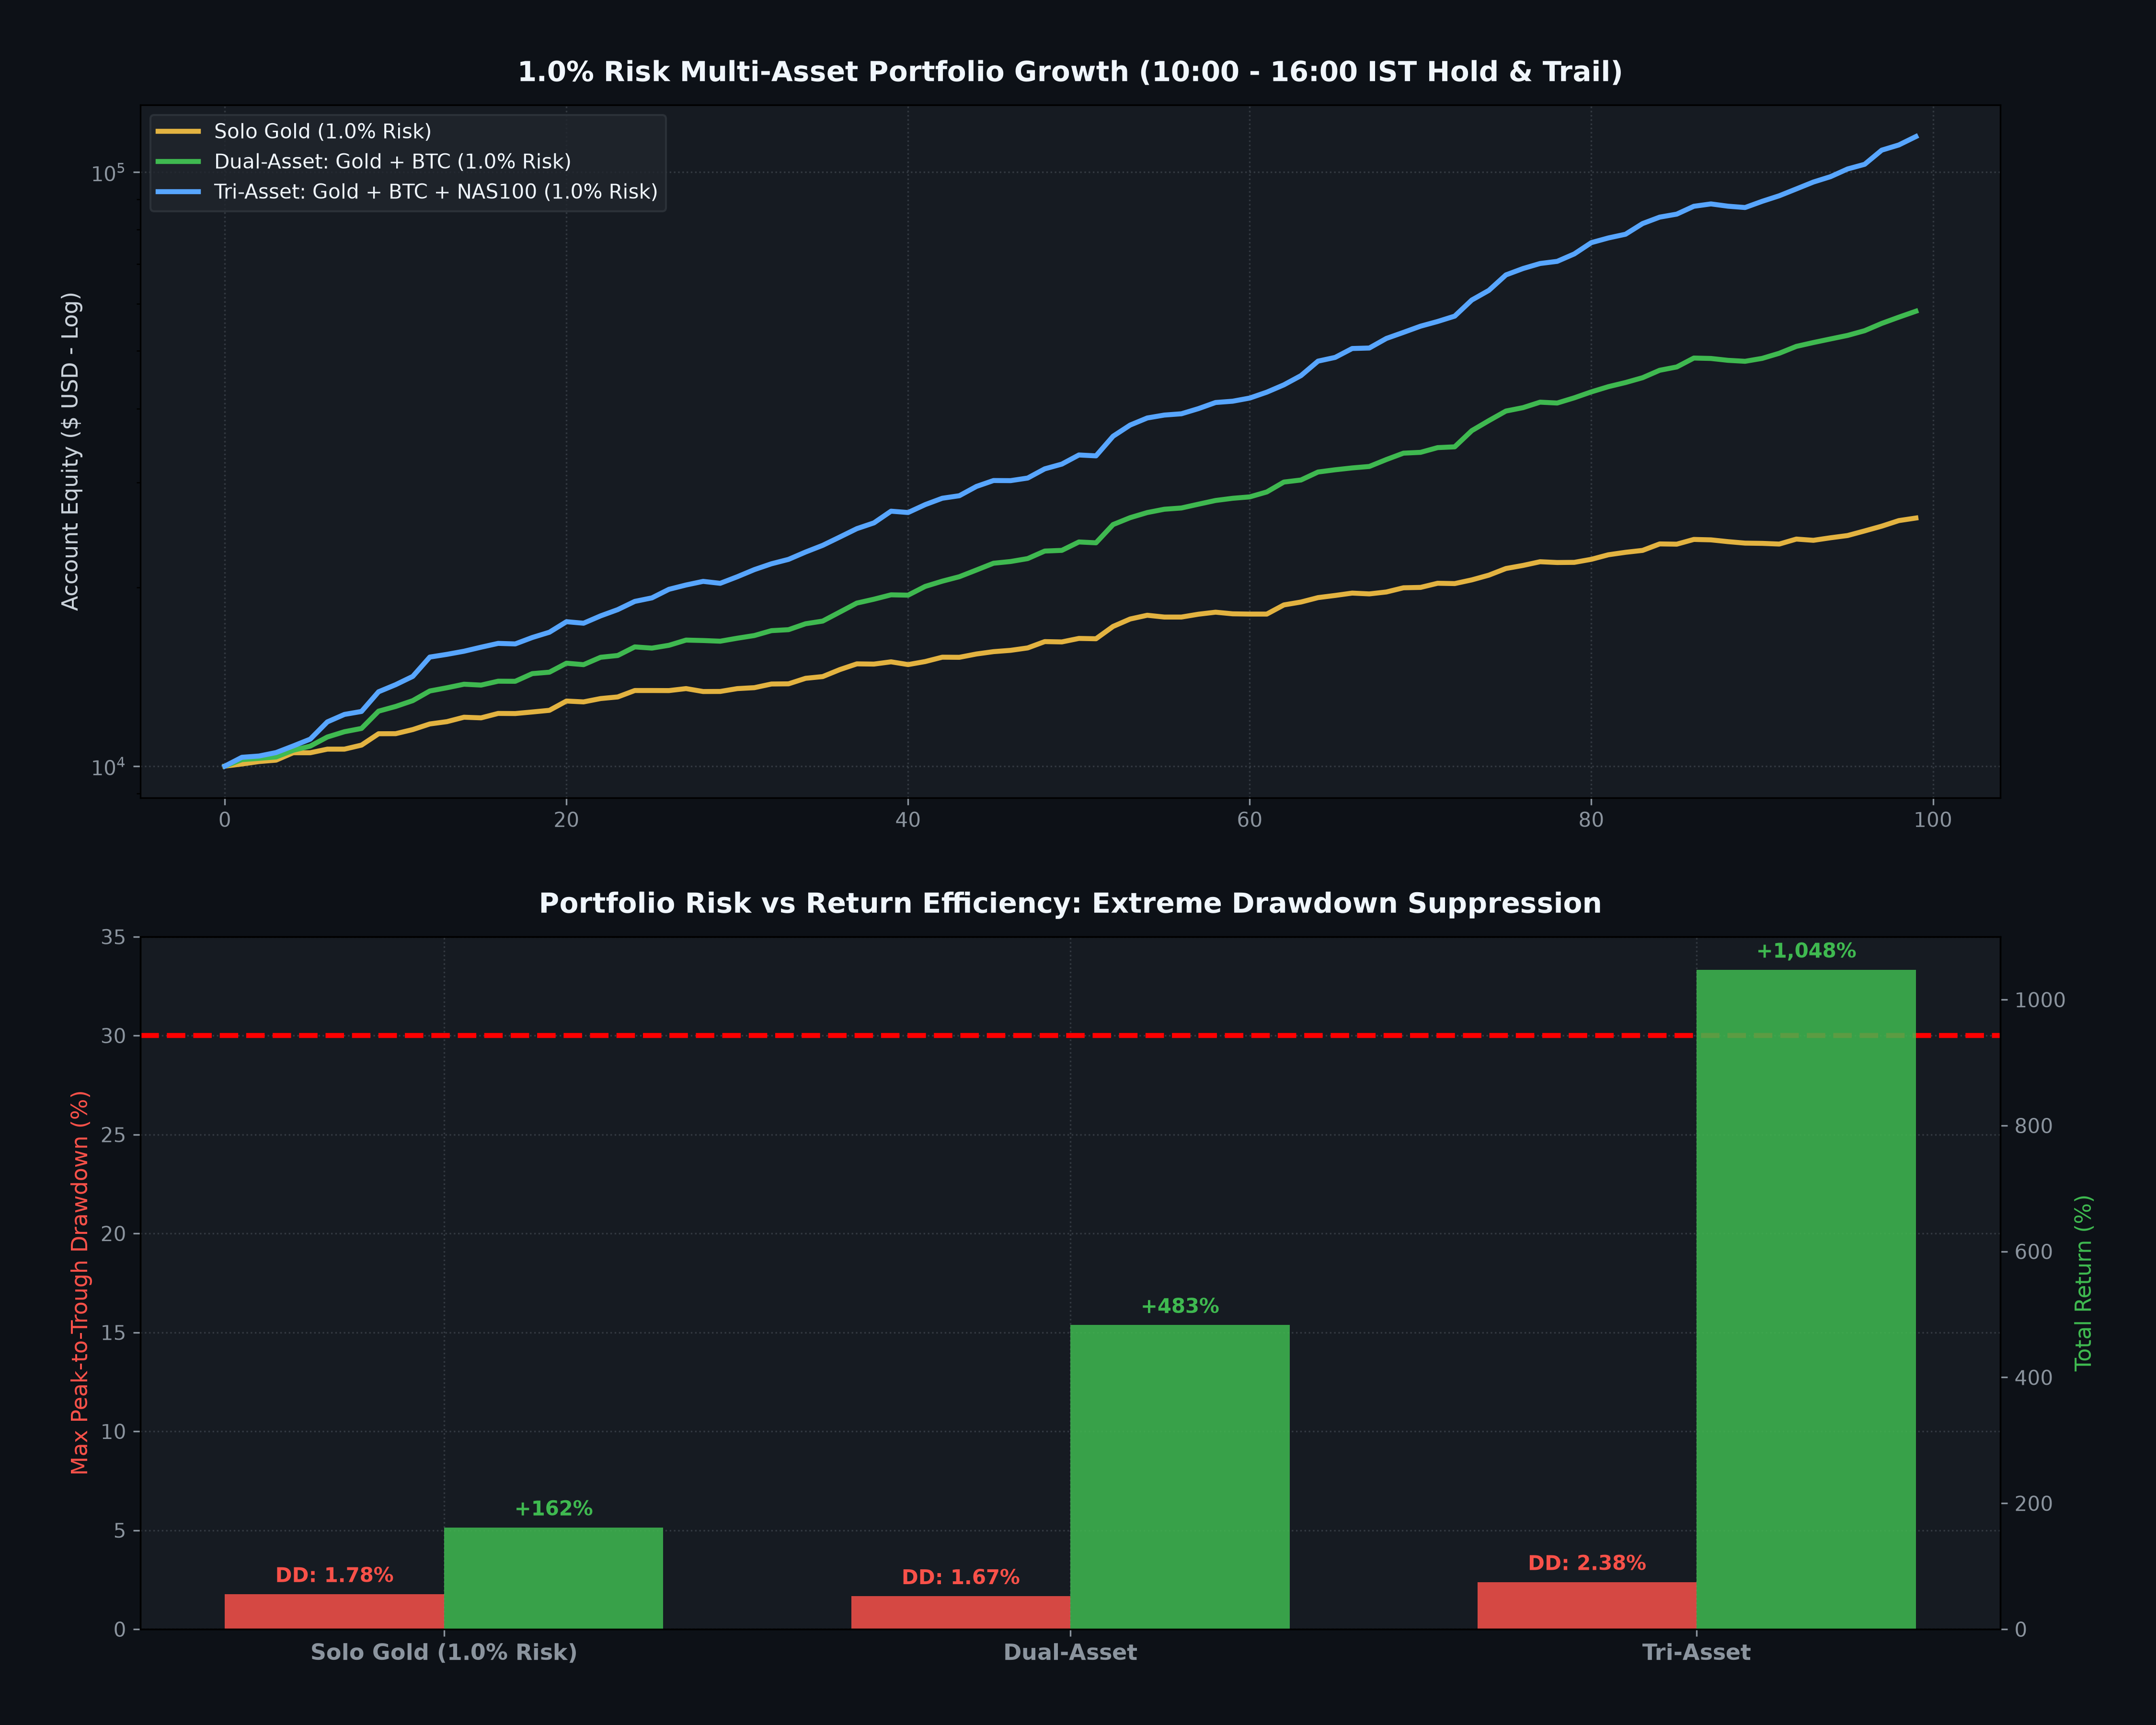 1.0% Risk Multi-Asset Portfolio Growth (10:00 - 16:00 IST Hold & Trail)
Solo Gold (1.0% Risk)
Dual-Asset: Gold + BTC (1.0% Risk)
Tri-Asset: Gold + BTC + NAS100 (1.0% Risk)
Account Equity ($ USD - Log)
10⁵
10⁴
0 20 40 60 80 100
Portfolio Risk vs Return Efficiency: Extreme Drawdown Suppression
Max Peak-to-Trough Drawdown (%)
35
30
25
20
15
10
5
0
+1,048%
+483%
+162%
DD: 1.78%
DD: 1.67%
DD: 2.38%
1000
800
600
400
200
0
Total Return (%)
Solo Gold (1.0% Risk)
Dual-Asset
Tri-Asset